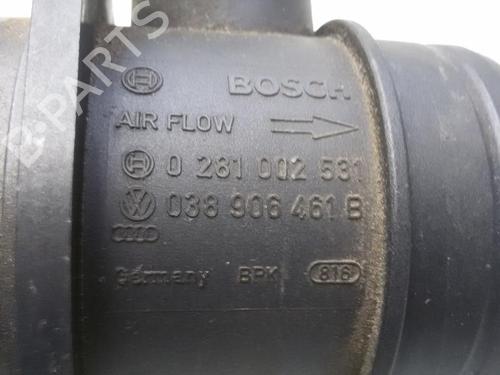 B-PARTS
BOSCH
AIR FLOW
0 281 002 531
038 906 461 B
Germany BPK 816